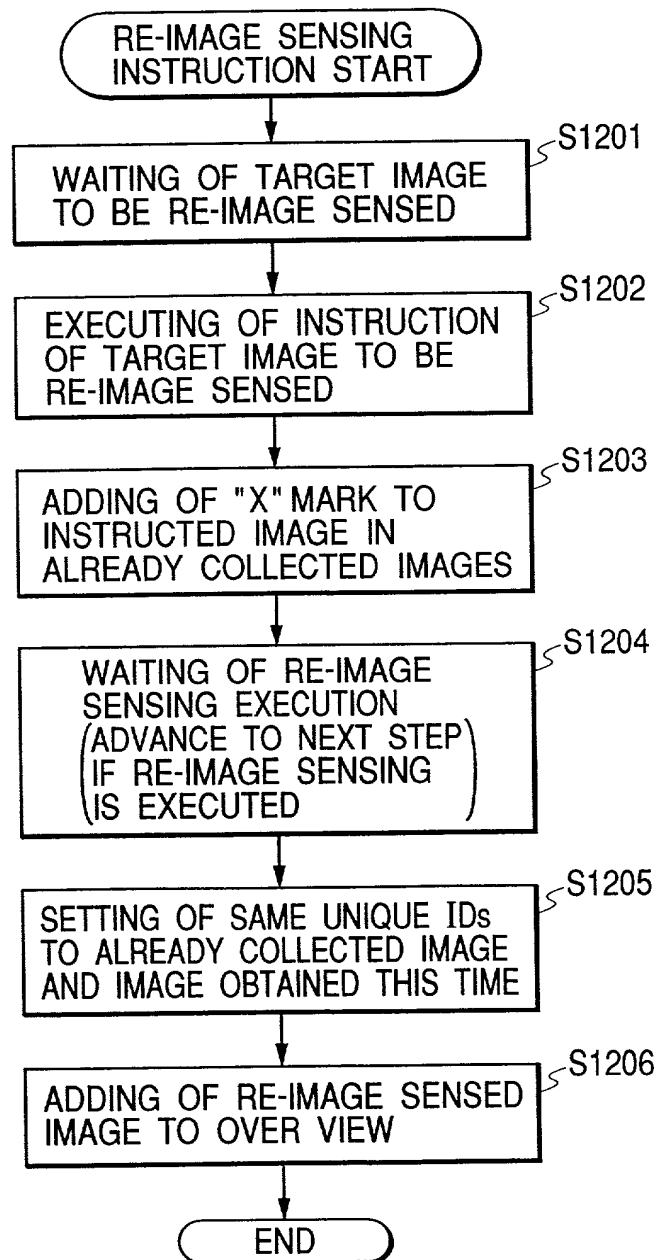 RE-IMAGE SENSING
INSTRUCTION START
S1201
WAITING OF TARGET IMAGE
TO BE RE-IMAGE SENSED
S1202
EXECUTING OF INSTRUCTION
OF TARGET IMAGE TO BE
RE-IMAGE SENSED
S1203
ADDING OF "X" MARK TO
INSTRUCTED IMAGE IN
ALREADY COLLECTED IMAGES
S1204
WAITING OF RE-IMAGE
SENSING EXECUTION
(ADVANCE TO NEXT STEP
IF RE-IMAGE SENSING
IS EXECUTED)
S1205
SETTING OF SAME UNIQUE IDs
TO ALREADY COLLECTED IMAGE
AND IMAGE OBTAINED THIS TIME
S1206
ADDING OF RE-IMAGE SENSED
IMAGE TO OVER VIEW
END